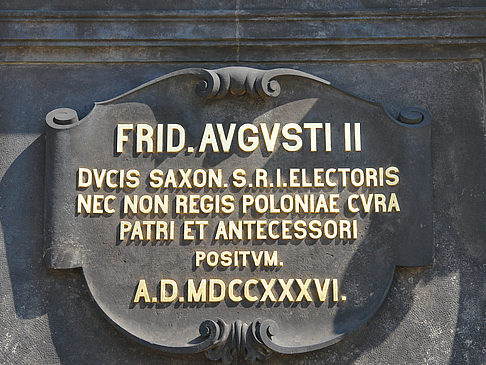 FRID. AVGVSTI II
DVCIS SAXON. S.R.I. ELECTORIS
NEC NON REGIS POLONIAE CVRA
PATRI ET ANTECESSORI
POSITVM.
A.D. MDCCXXXVI.